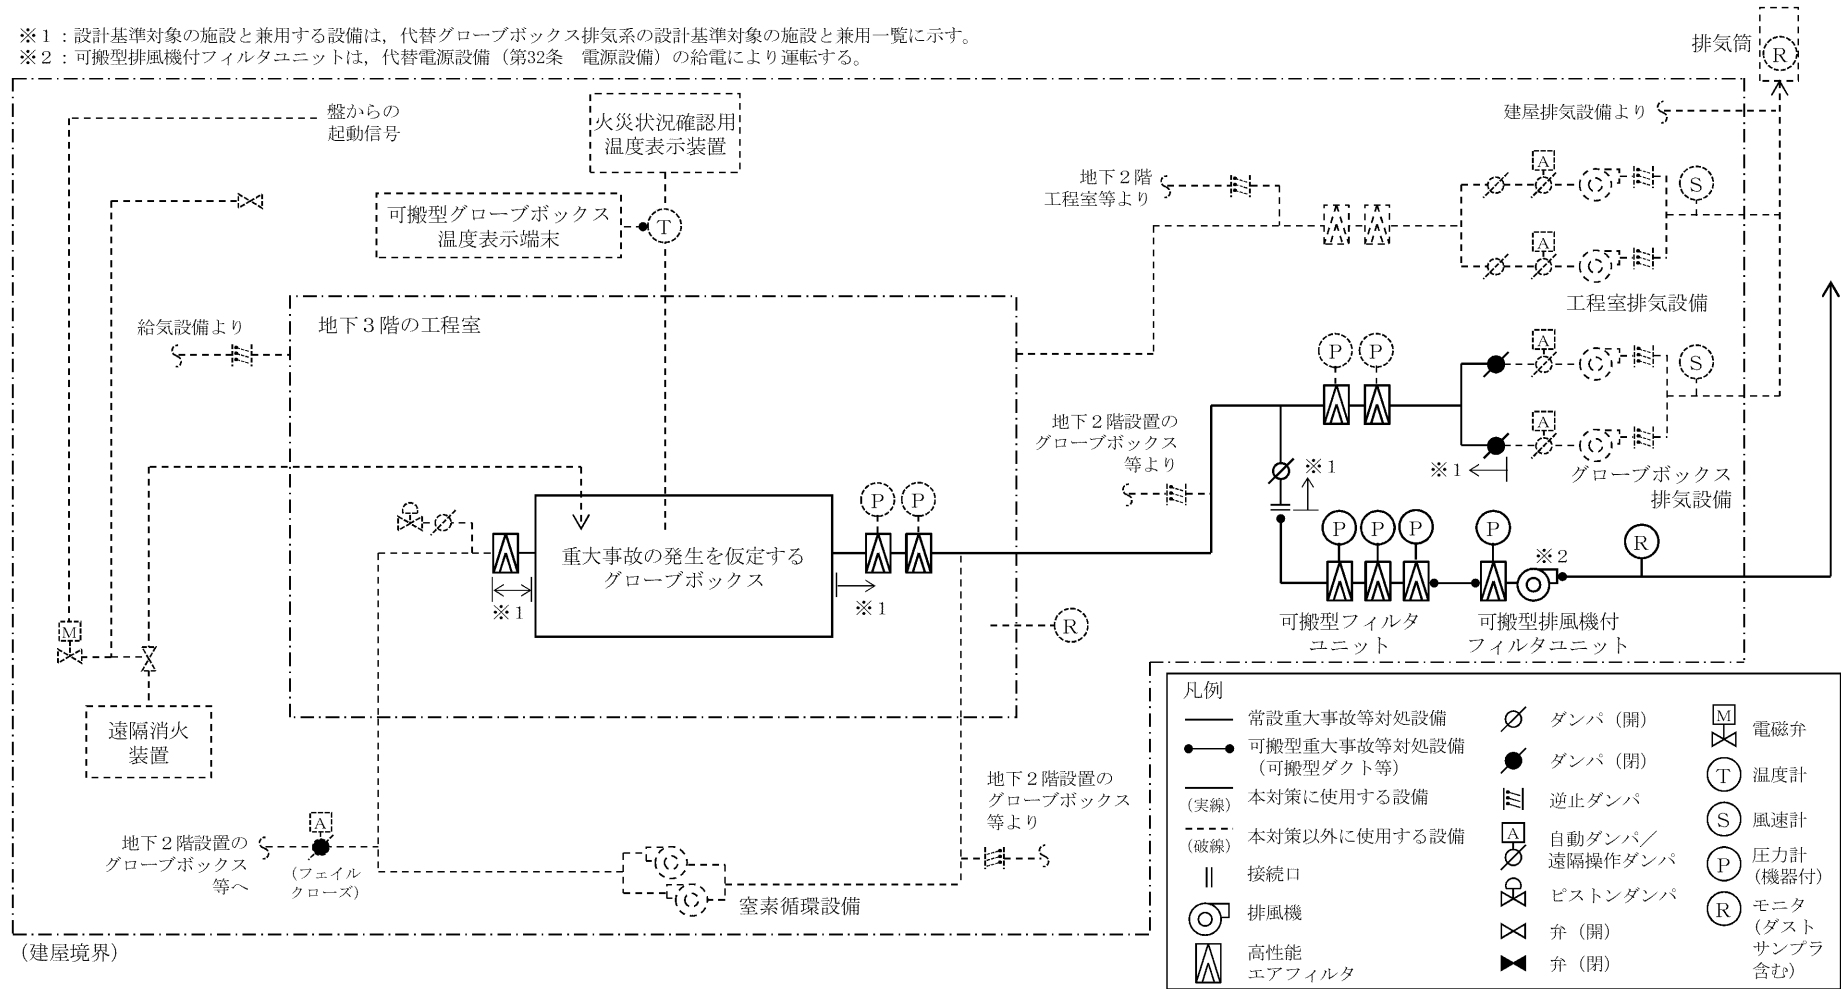 ※１：設計基準対象の施設と兼用する設備は，代替グローブボックス排気系の設計基準対象の施設と兼用一覧に示す。
※２：可搬型排風機付フィルタユニットは，代替電源設備（第32条　電源設備）の給電により運転する。
排気筒
R
盤からの
起動信号
火災状況確認用
温度表示装置
建屋排気設備より
可搬型グローブボックス
温度表示端末
T
地下２階
工程室等より
A
S
A
工程室排気設備
給気設備より
地下３階の工程室
P
P
A
S
A
地下２階設置の
グローブボックス
等より
※１
※１
グローブボックス
排気設備
P
P
重大事故の発生を仮定する
グローブボックス
※１
※１
P
P
P
P
※２
R
可搬型フィルタ
ユニット
可搬型排風機付
フィルタユニット
R
M
遠隔消火
装置
地下２階設置の
グローブボックス
等へ
A
（フェイル
クローズ）
窒素循環設備
地下２階設置の
グローブボックス
等より
（建屋境界）
凡例
常設重大事故等対処設備
可搬型重大事故等対処設備
（可搬型ダクト等）
（実線）
本対策に使用する設備
（破線）
本対策以外に使用する設備
接続口
排風機
高性能
エアフィルタ
ダンパ（開）
ダンパ（閉）
逆止ダンパ
A
自動ダンパ／
遠隔操作ダンパ
ピストンダンパ
弁（開）
弁（閉）
M
電磁弁
T
温度計
S
風速計
P
圧力計
（機器付）
R
モニタ
（ダスト
サンプラ
含む）